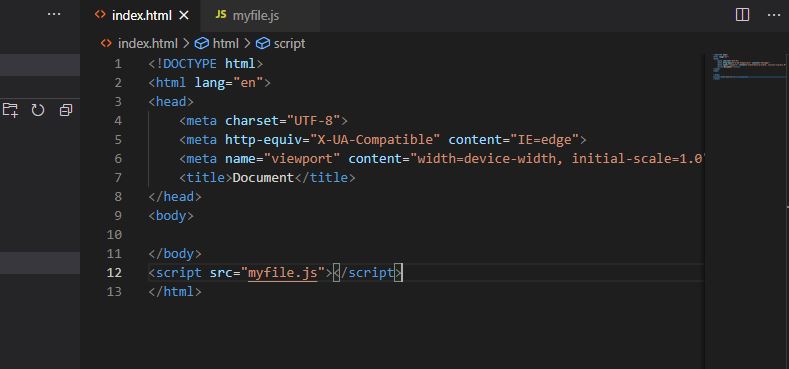 index.html
JS myfile.js
index.html > html > script
1 <!DOCTYPE html>
2 <html lang="en">
3 <head>
4     <meta charset="UTF-8">
5     <meta http-equiv="X-UA-Compatible" content="IE=edge">
6     <meta name="viewport" content="width=device-width, initial-scale=1.0"
7     <title>Document</title>
8 </head>
9 <body>
10
11 </body>
12 <script src="myfile.js"></script>
13 </html>